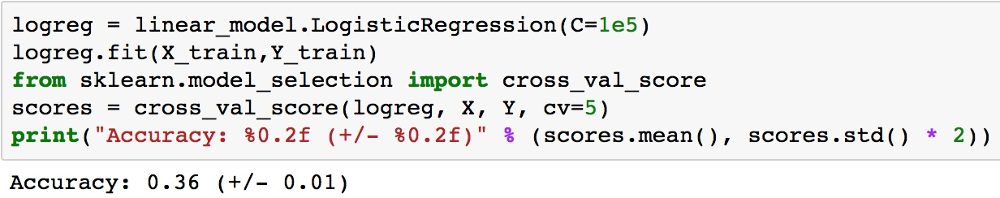 logreg = linear_model.LogisticRegression(C=1e5)
logreg.fit(X_train,Y_train)
from sklearn.model_selection import cross_val_score
scores = cross_val_score(logreg, X, Y, cv=5)
print("Accuracy: %0.2f (+/- %0.2f)" % (scores.mean(), scores.std() * 2))
Accuracy: 0.36 (+/- 0.01)